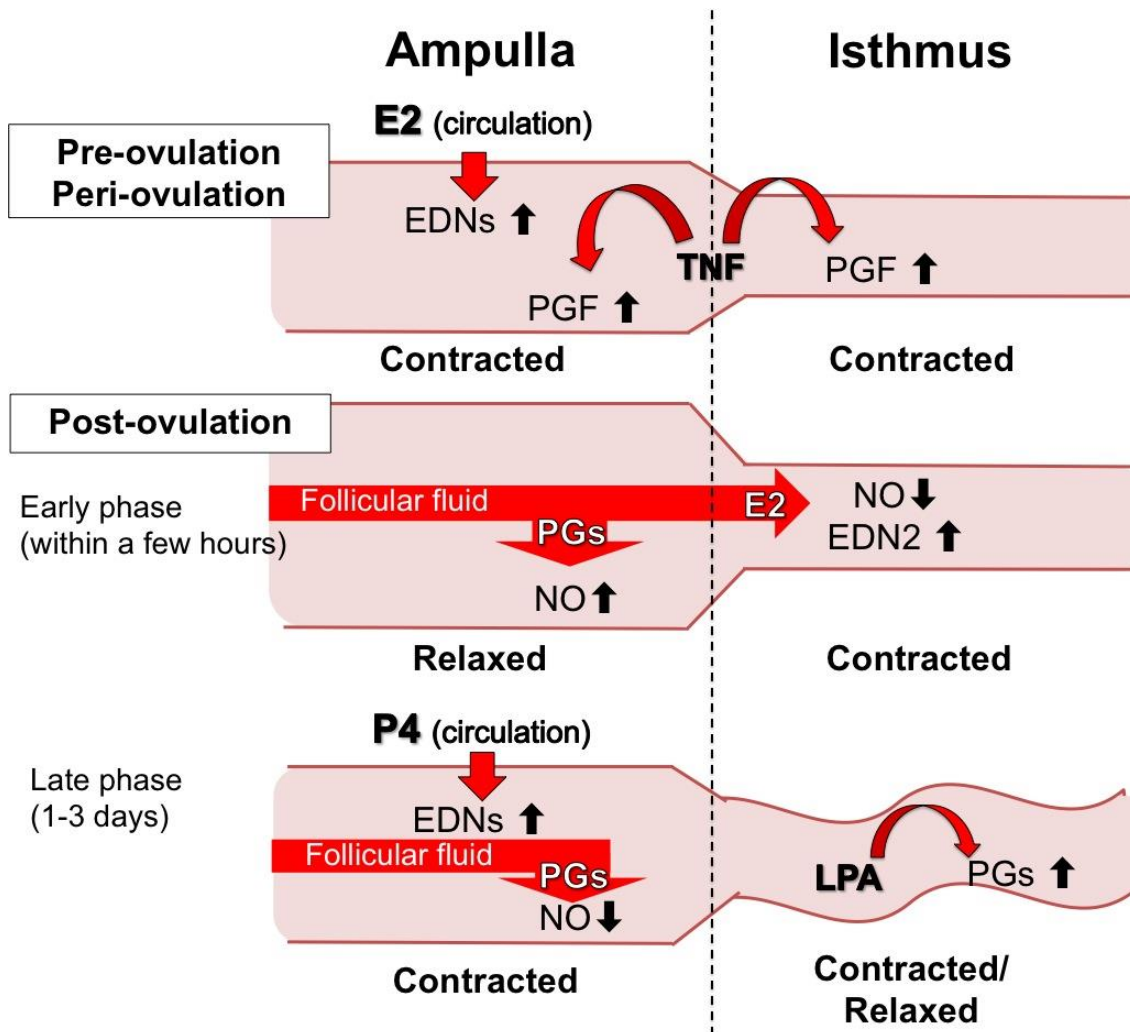 Ampulla
Isthmus
Pre-ovulation
Peri-ovulation
E2 (circulation)
EDNs ⬆
PGF ⬆
TNF
PGF ⬆
Contracted
Contracted
Post-ovulation
Early phase
(within a few hours)
Follicular fluid
PGs
E2
NO⬆
NO⬇
EDN2 ⬆
Relaxed
Contracted
Late phase
(1-3 days)
P4 (circulation)
EDNs ⬆
Follicular fluid
PGs
NO⬇
LPA
PGs ⬆
Contracted
Contracted/
Relaxed